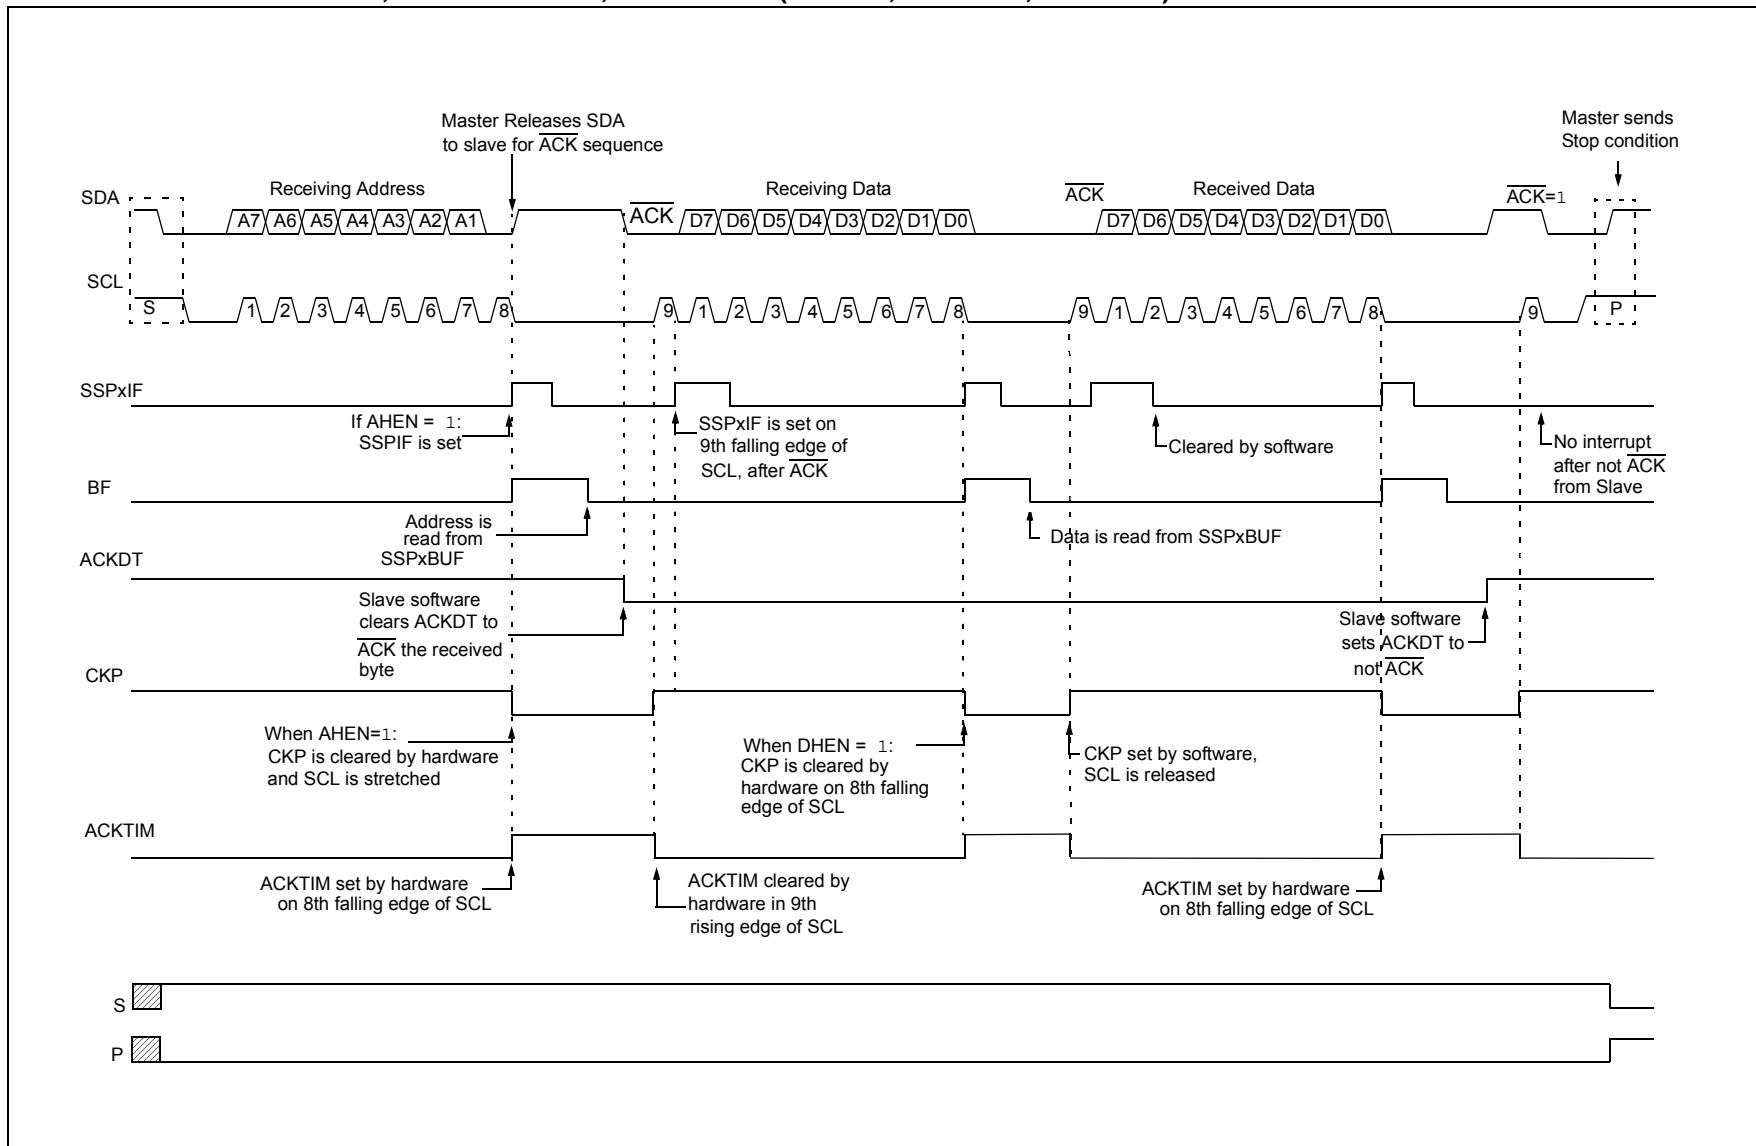 Master Releases SDA
to slave for ACK sequence
Master sends
Stop condition
SDA
Receiving Address
ACK
Receiving Data
ACK
Received Data
ACK=1
A7 A6 A5 A4 A3 A2 A1
D7 D6 D5 D4 D3 D2 D1 D0
D7 D6 D5 D4 D3 D2 D1 D0
SCL
S
1 2 3 4 5 6 7 8
9 1 2 3 4 5 6 7 8
9 1 2 3 4 5 6 7 8
9
P
SSPxIF
If AHEN = 1:
SSPIF is set
SSPxIF is set on
9th falling edge of
SCL, after ACK
Cleared by software
No interrupt
after not ACK
from Slave
BF
Address is
read from
SSPxBUF
Data is read from SSPxBUF
ACKDT
Slave software
clears ACKDT to
ACK the received
byte
Slave software
sets ACKDT to
not ACK
CKP
When AHEN=1:
CKP is cleared by hardware
and SCL is stretched
When DHEN = 1:
CKP is cleared by
hardware on 8th falling
edge of SCL
CKP set by software,
SCL is released
ACKTIM
ACKTIM set by hardware
on 8th falling edge of SCL
ACKTIM cleared by
hardware in 9th
rising edge of SCL
ACKTIM set by hardware
on 8th falling edge of SCL
S
P